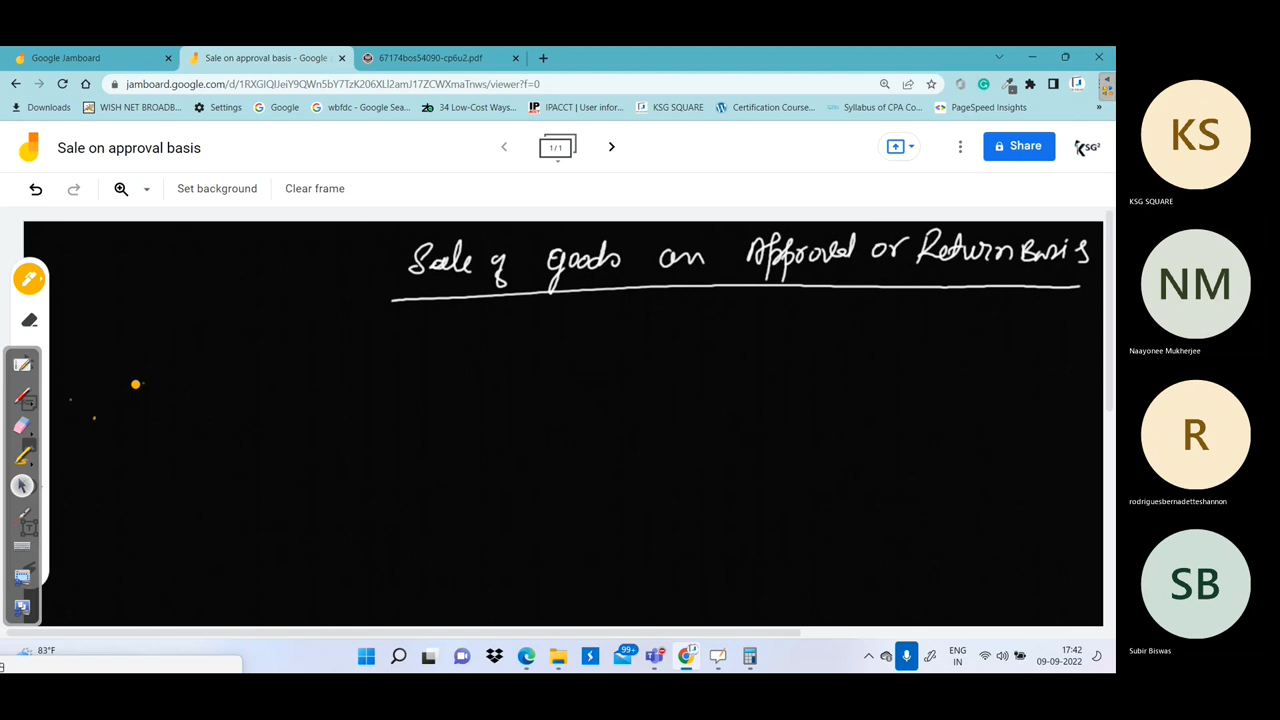 Google Jamboard
Sale on approval basis - Google
67174bos54090-cp6u2.pdf
jamboard.google.com/d/1RXGlQIJeiY9QWn5bY7TzK206XLl2amJ17ZCWXmaTnws/viewer?f=0
Downloads WISH NET BROADB... Settings Google wbfdc - Google Sea... 34 Low-Cost Ways... IPACCT | User infor... KSG SQUARE Certification Course... Syllabus of CPA Co... PageSpeed Insights »
Sale on approval basis
1/1
Share
KSG²
Set background
Clear frame
Sale of goods on Approval or Return Basis
KS
KSG SQUARE
NM
Naayonee Mukherjee
R
rodriguesbernadetteshannon
SB
Subir Biswas
83°F
99+
ENG
IN
17:42
09-09-2022